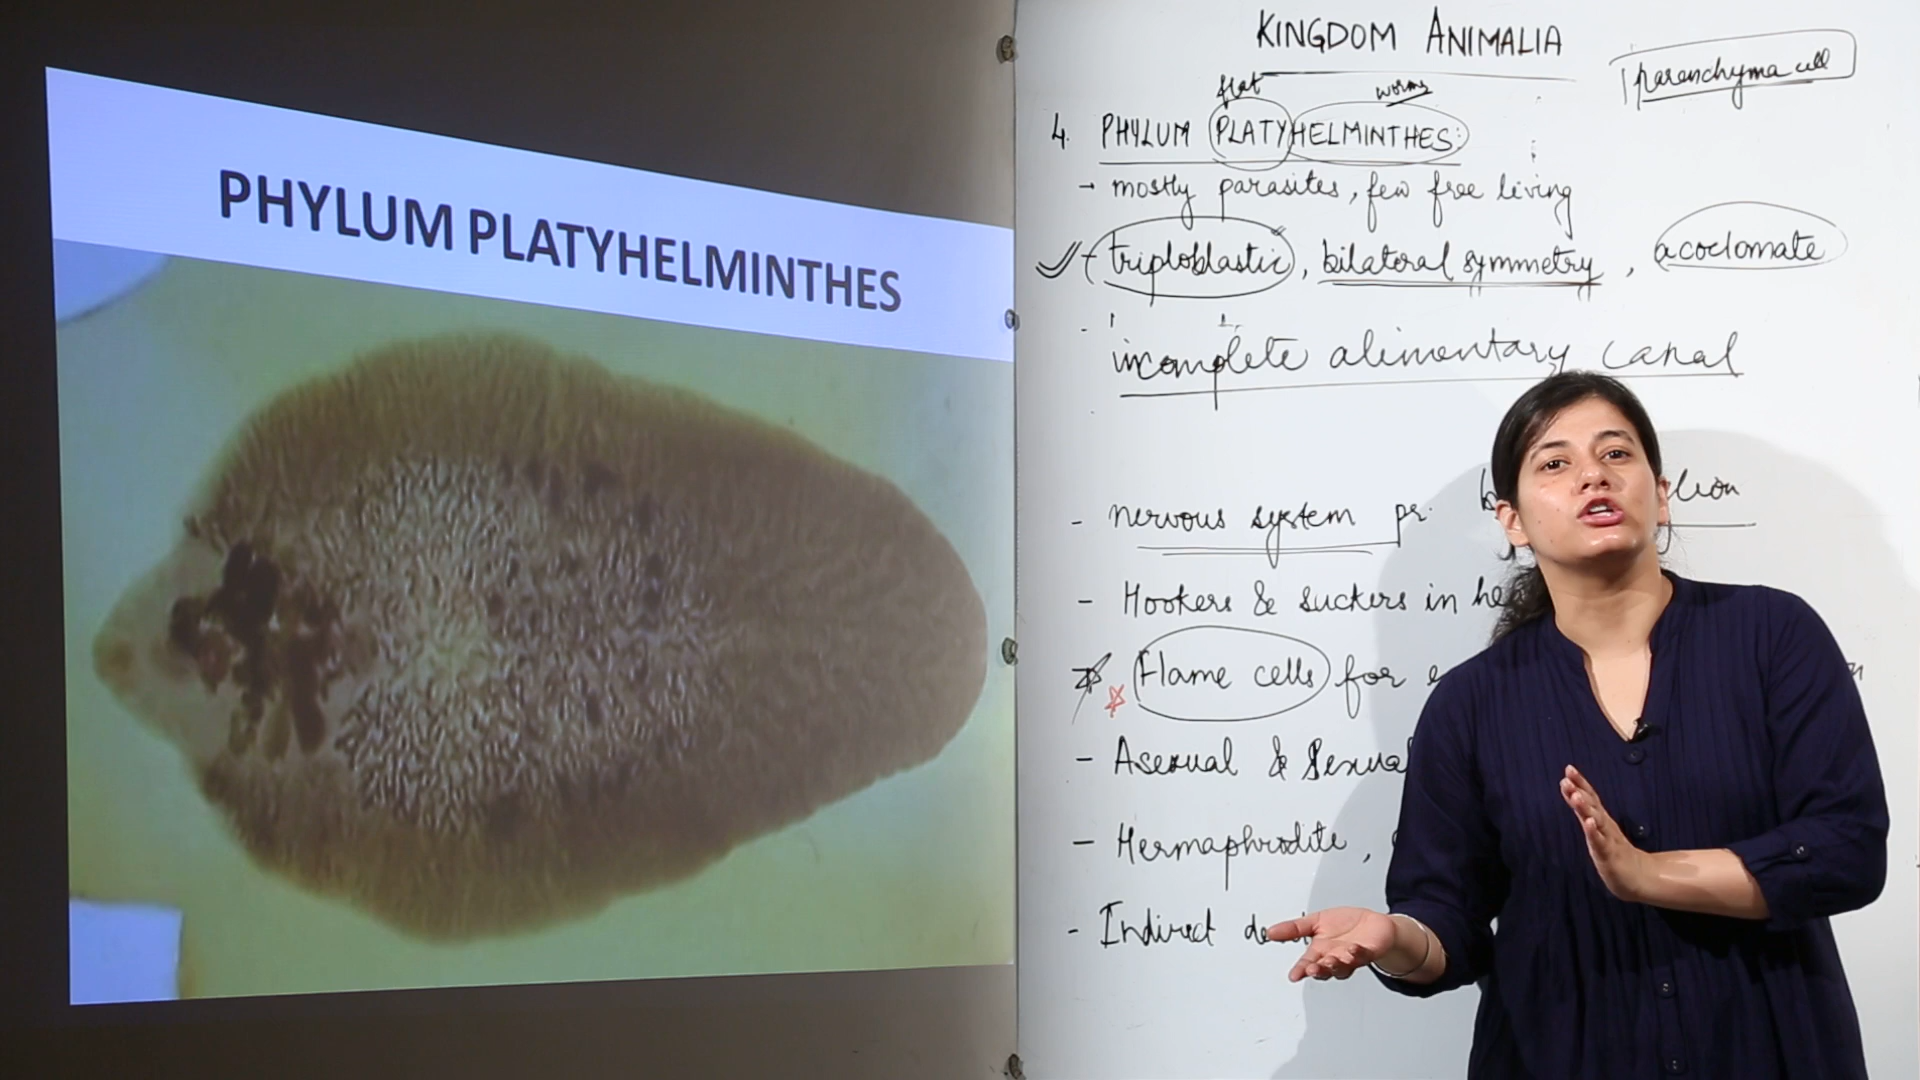 PHYLUM PLATYHELMINTHES
KINGDOM ANIMALIA
parenchyma cell
flat worms
4. PHYLUM PLATYHELMINTHES:
→ mostly parasites, few free living
- triploblastic, bilateral symmetry, acoelomate
- incomplete alimentary canal
- nervous system pr.
- Hookers & suckers in
Flame cells for
- Asexual & Sexual
- Hermaphrodite,
- Indirect